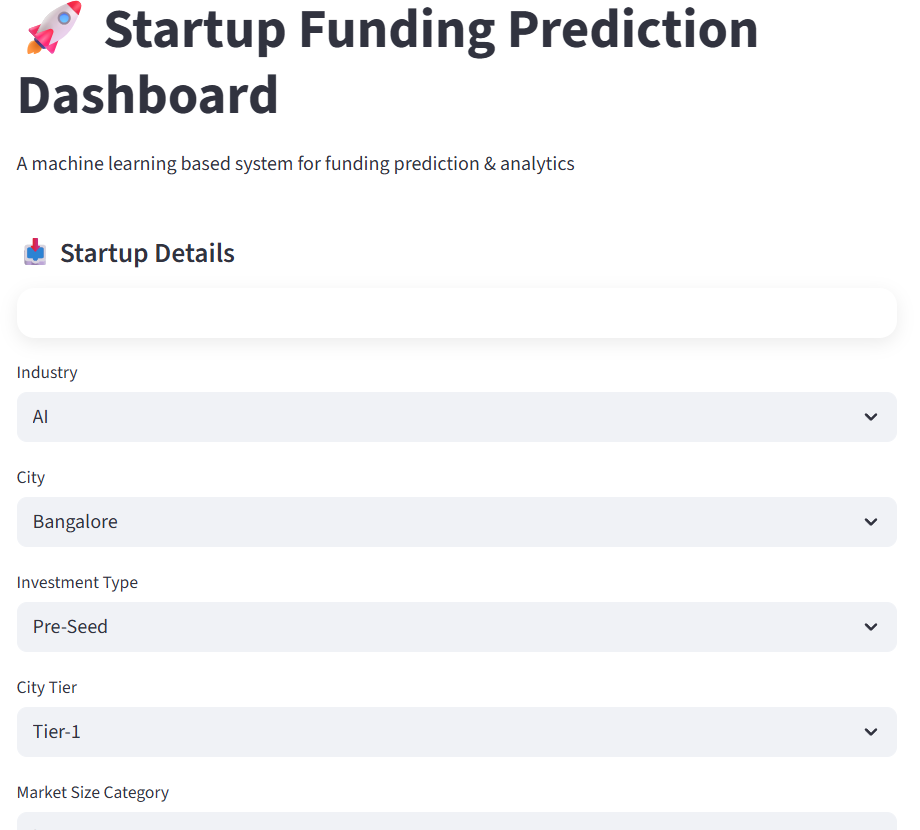 Startup Funding Prediction
Dashboard
A machine learning based system for funding prediction & analytics
Startup Details
Industry
AI
City
Bangalore
Investment Type
Pre-Seed
City Tier
Tier-1
Market Size Category